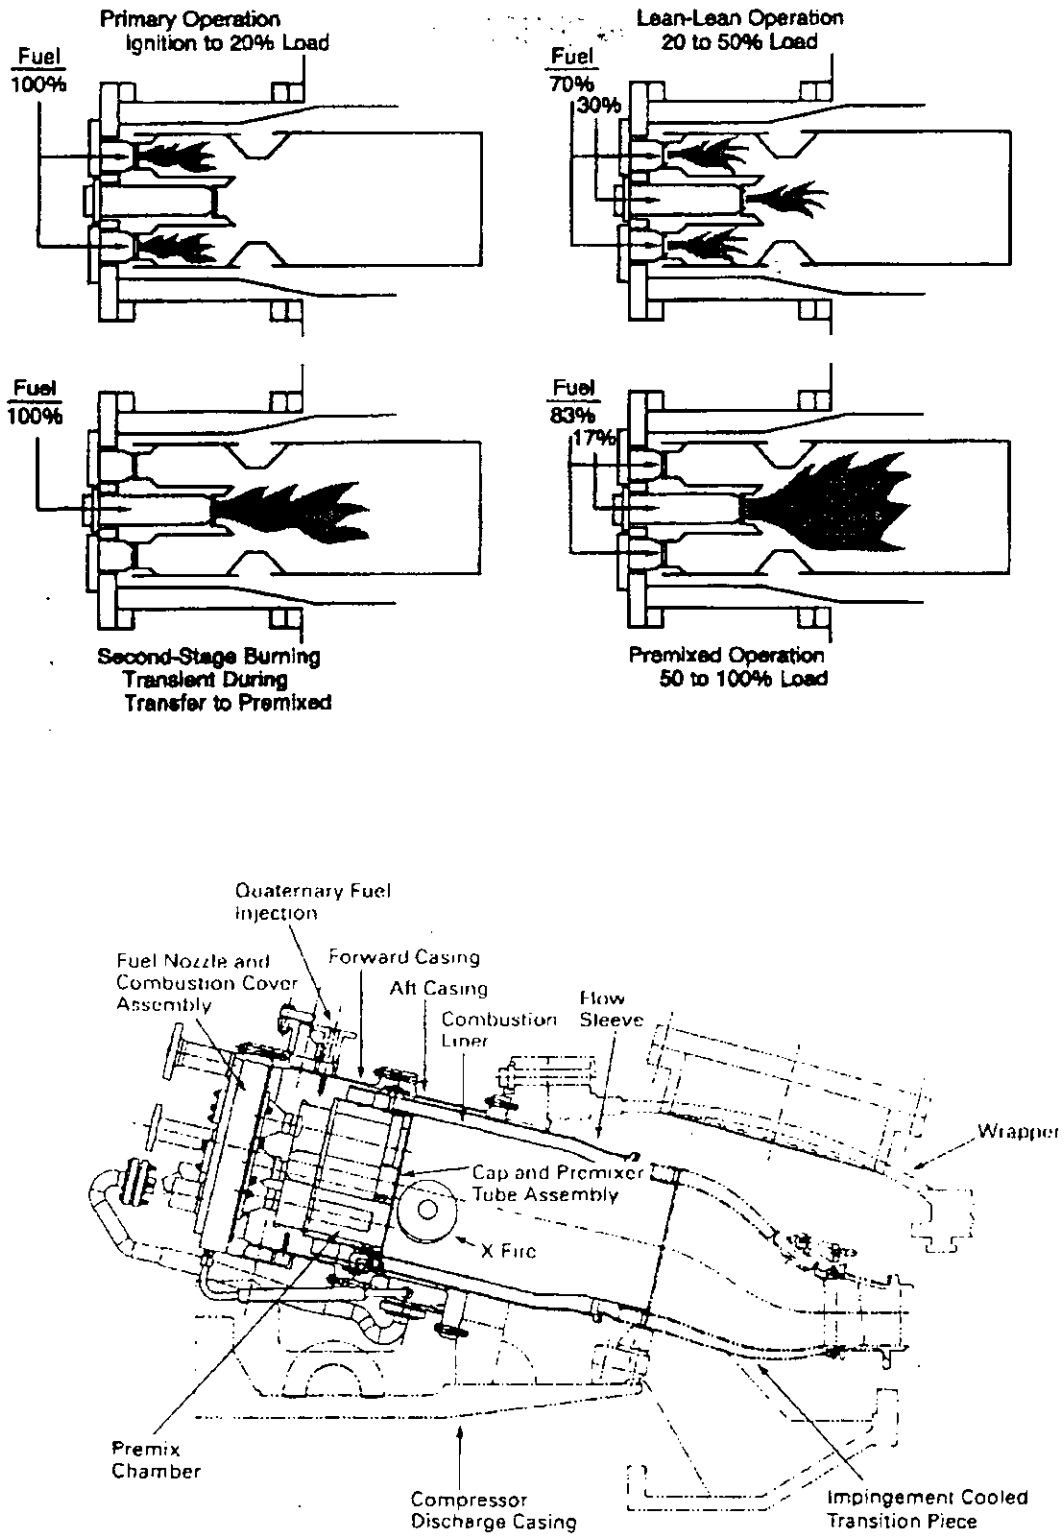 Primary Operation
Ignition to 20% Load
Fuel
100%
Lean-Lean Operation
20 to 50% Load
Fuel
70%
30%
Fuel
100%
Second-Stage Burning
Transient During
Transfer to Premixed
Fuel
83%
17%
Premixed Operation
50 to 100% Load
Quaternary Fuel
Injection
Fuel Nozzle and
Combustion Cover
Assembly
Forward Casing
Aft Casing
Combustion
Liner
Flow
Sleeve
Wrapper
Cap and Premixer
Tube Assembly
X Fire
Premix
Chamber
Compressor
Discharge Casing
Impingement Cooled
Transition Piece